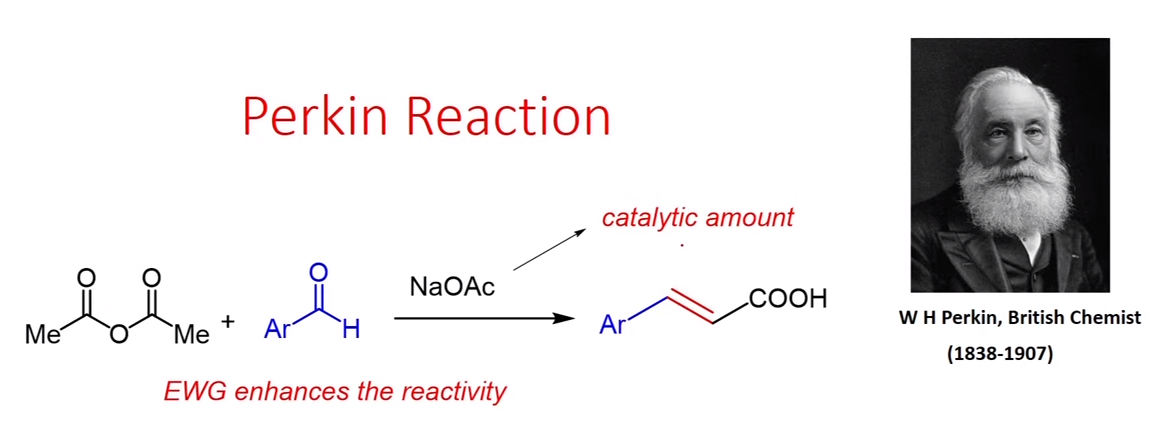 Perkin Reaction
catalytic amount
O O O
NaOAc
COOH
Me O Me + Ar H
Ar
EWG enhances the reactivity
W H Perkin, British Chemist
(1838-1907)